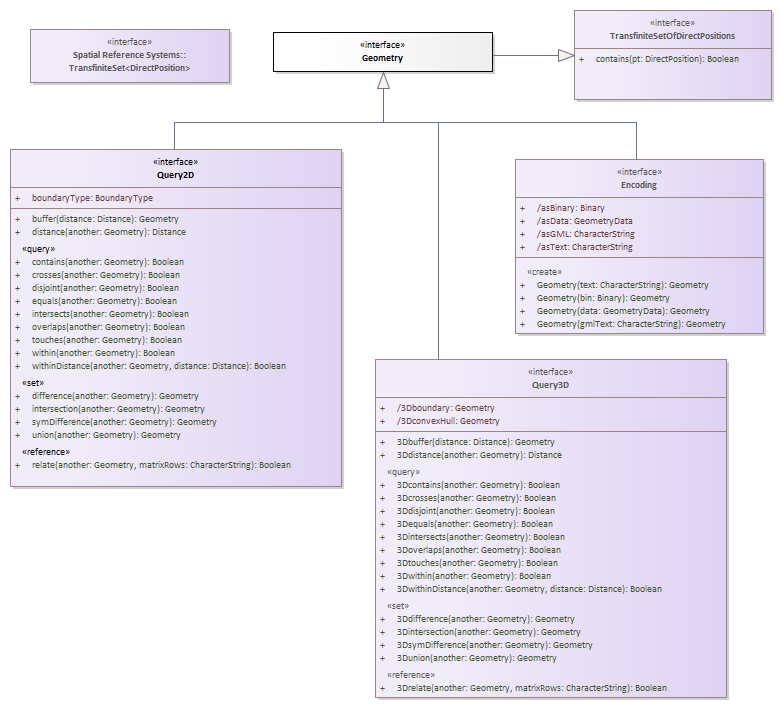 «interface»
Spatial Reference Systems::
TransfiniteSet<DirectPosition>
«interface»
Geometry
«interface»
TransfiniteSetOfDirectPositions
+ contains(pt: DirectPosition): Boolean
«interface»
Query2D
+ boundaryType: BoundaryType
+ buffer(distance: Distance): Geometry
+ distance(another: Geometry): Distance
«query»
+ contains(another: Geometry): Boolean
+ crosses(another: Geometry): Boolean
+ disjoint(another: Geometry): Boolean
+ equals(another: Geometry): Boolean
+ intersects(another: Geometry): Boolean
+ overlaps(another: Geometry): Boolean
+ touches(another: Geometry): Boolean
+ within(another: Geometry): Boolean
+ withinDistance(another: Geometry, distance: Distance): Boolean
«set»
+ difference(another: Geometry): Geometry
+ intersection(another: Geometry): Geometry
+ symDifference(another: Geometry): Geometry
+ union(another: Geometry): Geometry
«reference»
+ relate(another: Geometry, matrixRows: CharacterString): Boolean
«interface»
Encoding
+ /asBinary: Binary
+ /asData: GeometryData
+ /asGML: CharacterString
+ /asText: CharacterString
«create»
+ Geometry(text: CharacterString): Geometry
+ Geometry(bin: Binary): Geometry
+ Geometry(data: GeometryData): Geometry
+ Geometry(gmlText: CharacterString): Geometry
«interface»
Query3D
+ /3Dboundary: Geometry
+ /3DconvexHull: Geometry
+ 3Dbuffer(distance: Distance): Geometry
+ 3Ddistance(another: Geometry): Distance
«query»
+ 3Dcontains(another: Geometry): Boolean
+ 3Dcrosses(another: Geometry): Boolean
+ 3Ddisjoint(another: Geometry): Boolean
+ 3Dequals(another: Geometry): Boolean
+ 3Dintersects(another: Geometry): Boolean
+ 3Doverlaps(another: Geometry): Boolean
+ 3Dtouches(another: Geometry): Boolean
+ 3Dwithin(another: Geometry): Boolean
+ 3DwithinDistance(another: Geometry, distance: Distance): Boolean
«set»
+ 3Ddifference(another: Geometry): Geometry
+ 3Dintersection(another: Geometry): Geometry
+ 3DsymDifference(another: Geometry): Geometry
+ 3Dunion(another: Geometry): Geometry
«reference»
+ 3Drelate(another: Geometry, matrixRows: CharacterString): Boolean